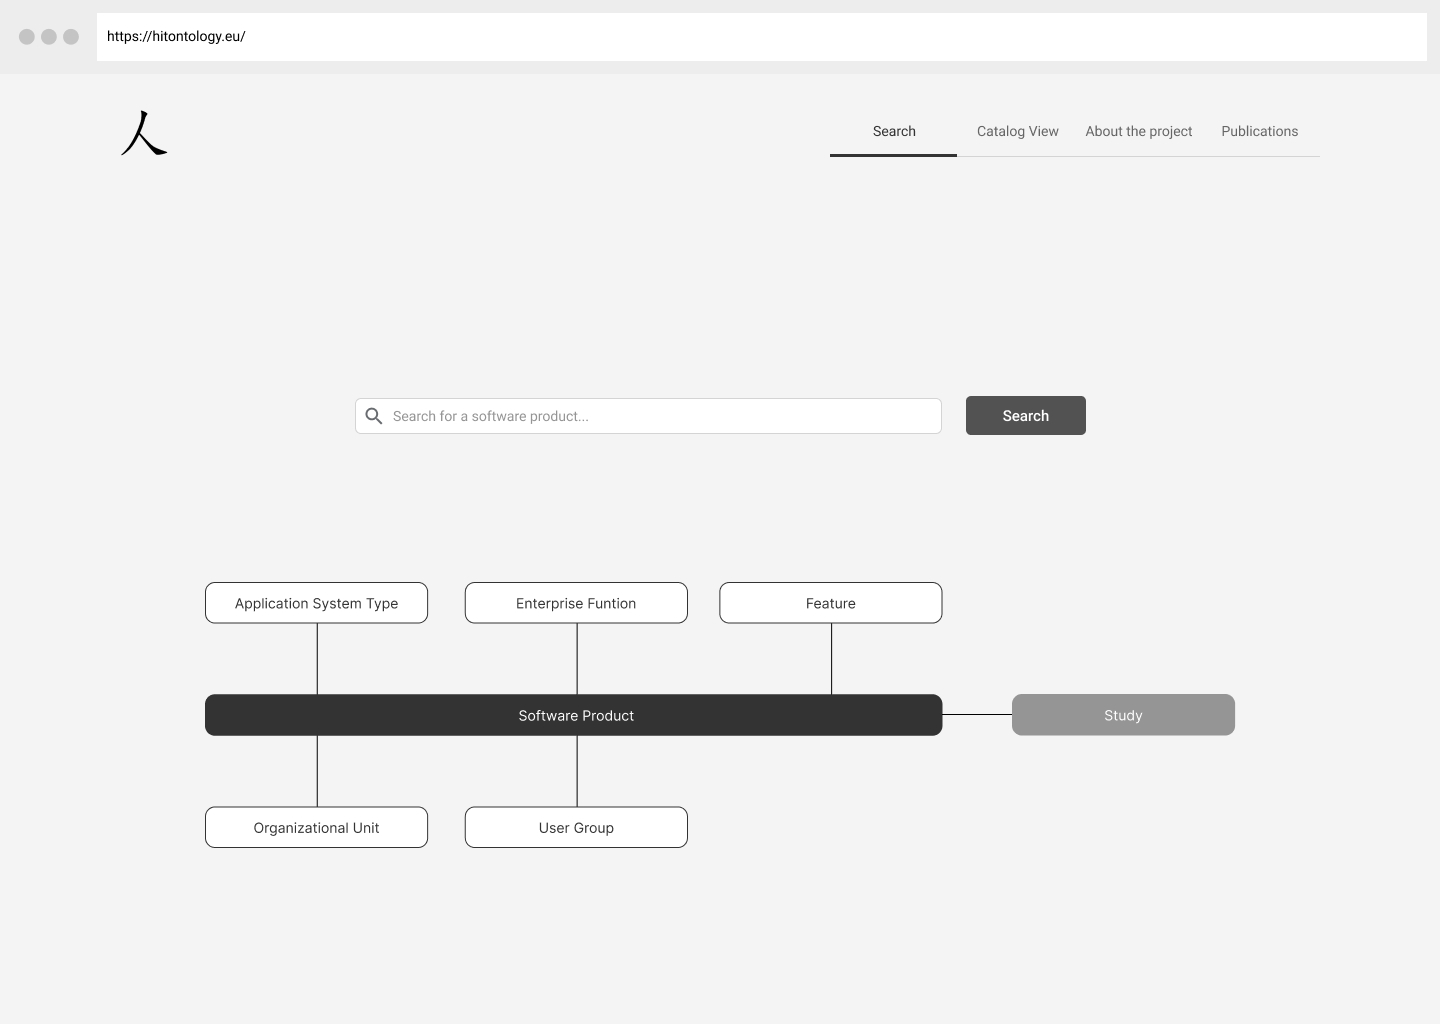 https://hitontology.eu/
人
Search Catalog View About the project Publications
Search for a software product...
Search
Application System Type
Enterprise Funtion
Feature
Software Product
Study
Organizational Unit
User Group